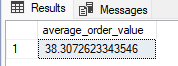 Results Messages
average_order_value
1 38.3072623343546